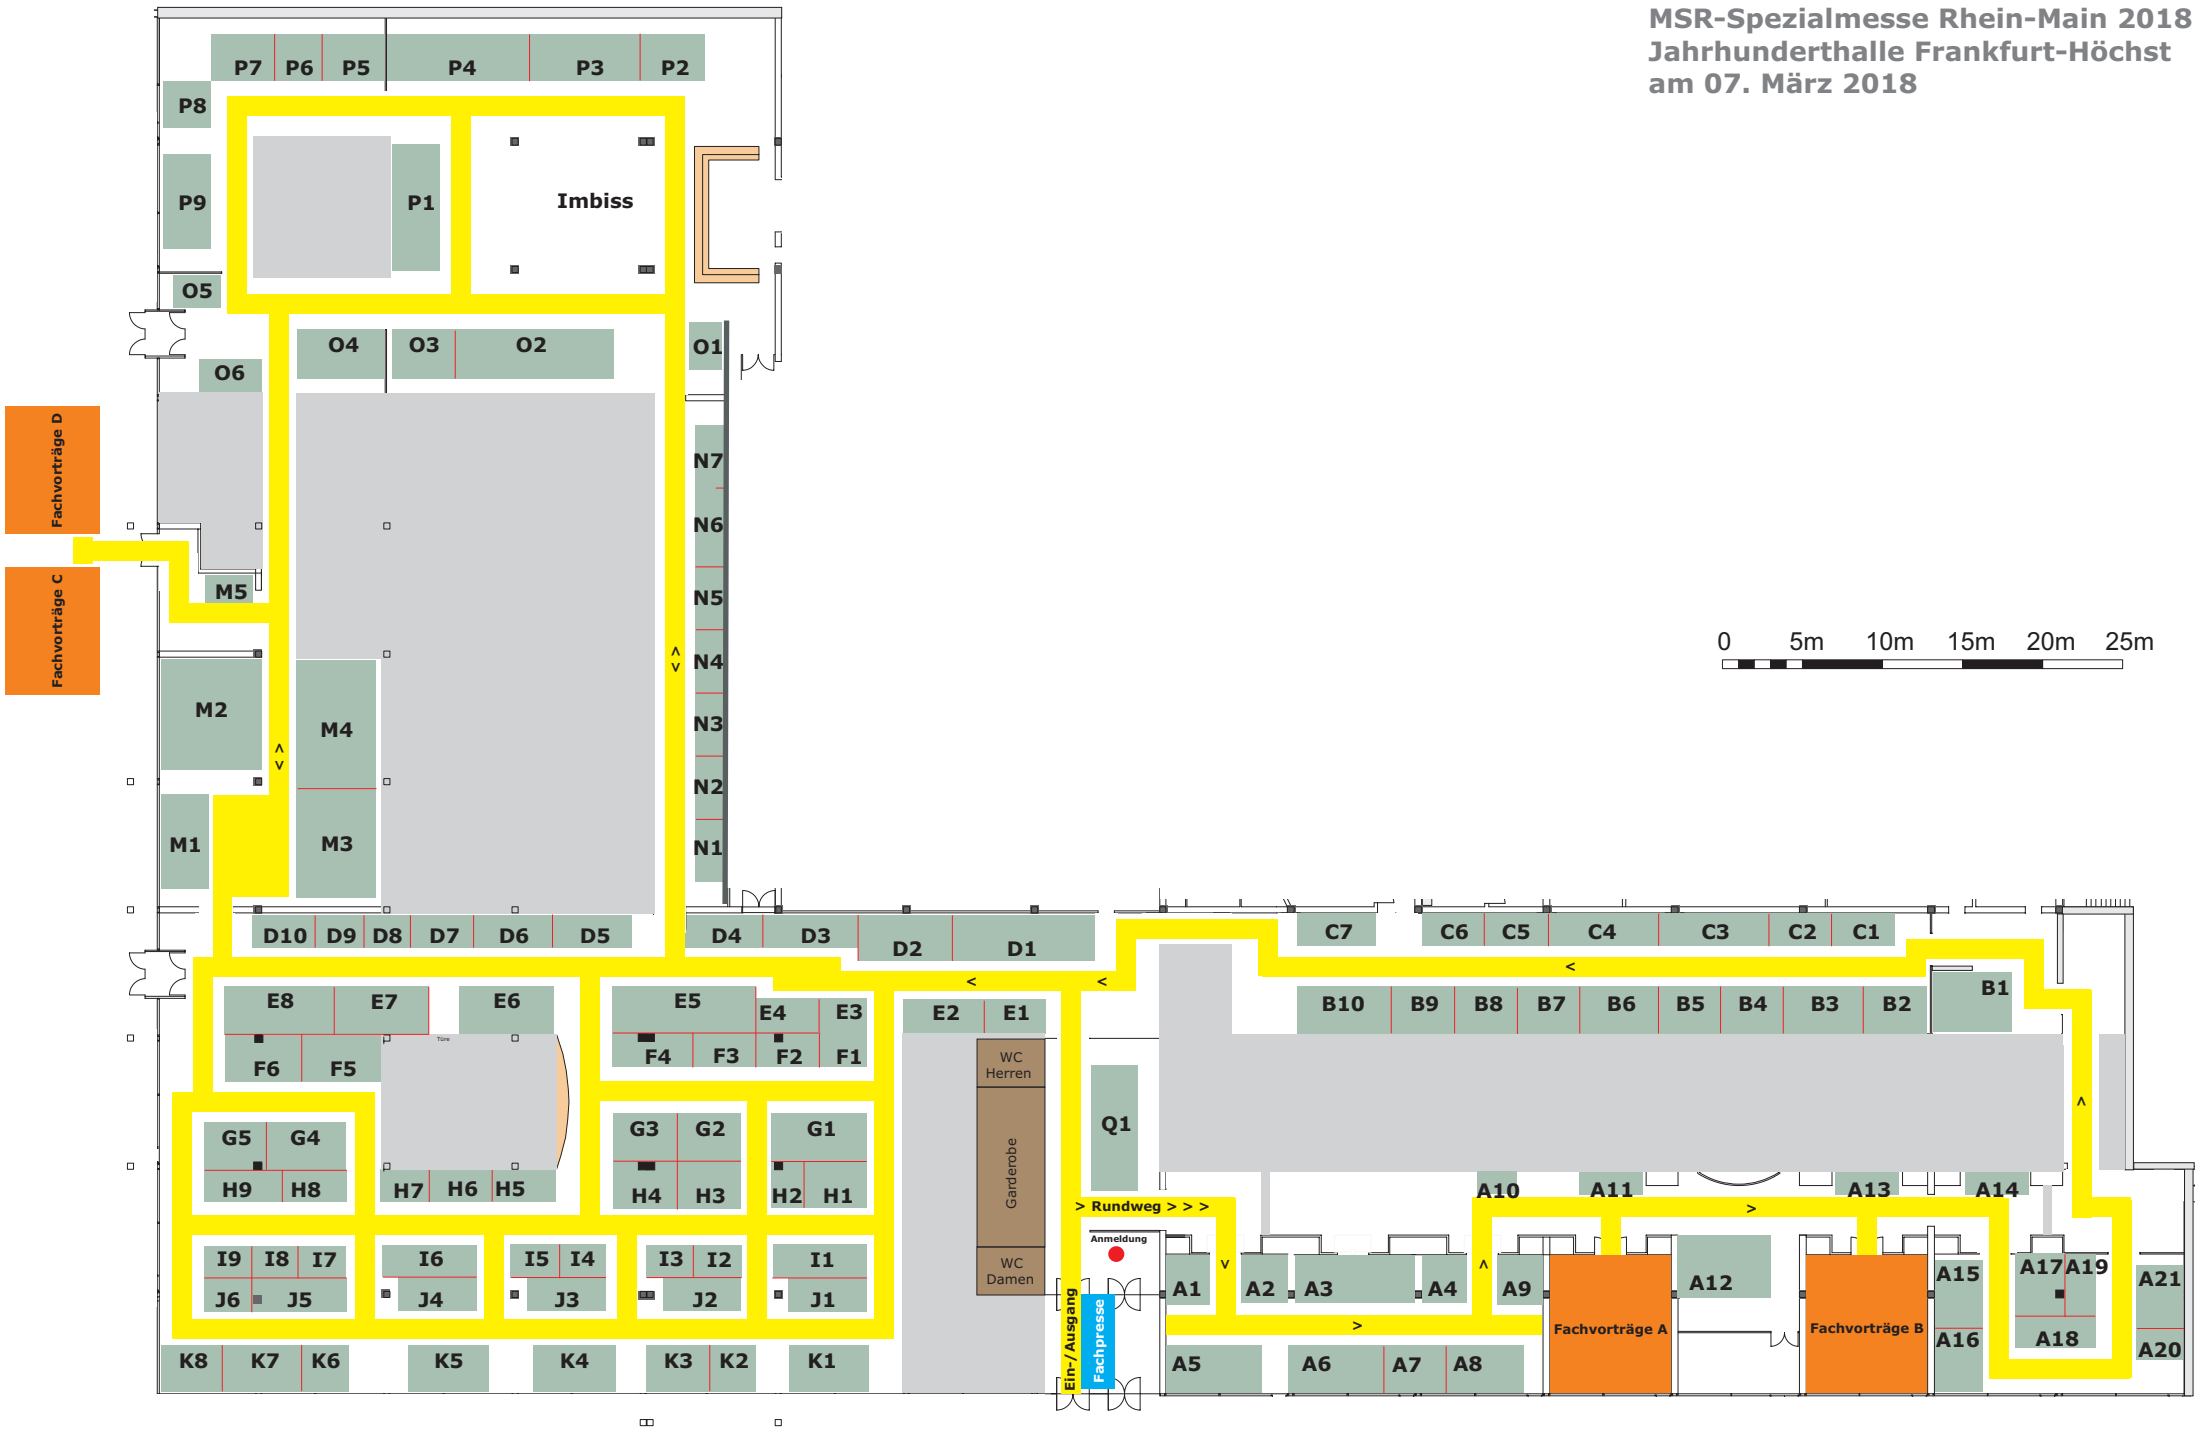 MSR-Spezialmesse Rhein-Main 2018
Jahrhunderthalle Frankfurt-Höchst
am 07. März 2018
P7 P6 P5 P4 P3 P2
P8
P9 P1 Imbiss
O5
O4 O3 O2 O1
O6
Fachvorträge D
Fachvorträge C
N7
N6
M5 N5
0 5m 10m 15m 20m 25m
N4
M2 M4 N3
N2
M1 M3 N1
D10 D9 D8 D7 D6 D5 D4 D3 D2 D1 C7 C6 C5 C4 C3 C2 C1
< < <
E8 E7 E6 E5 E4 E3 E2 E1 B10 B9 B8 B7 B6 B5 B4 B3 B2 B1
Türe
F6 F5 F4 F3 F2 F1
WC
Herren
Garderobe
WC
Damen
Q1
G5 G4 G3 G2 G1
H9 H8 H7 H6 H5 H4 H3 H2 H1
A10 A11 A13 A14
> Rundweg > > >
Anmeldung
I9 I8 I7 I6 I5 I4 I3 I2 I1
J6 J5 J4 J3 J2 J1
A1 A2 A3 A4 A9 A12 A15 A17 A19 A21
Fachvorträge A
Fachvorträge B
A16 A18 A20
K8 K7 K6 K5 K4 K3 K2 K1
Ein-/Ausgang
Fachpresse
A5 A6 A7 A8